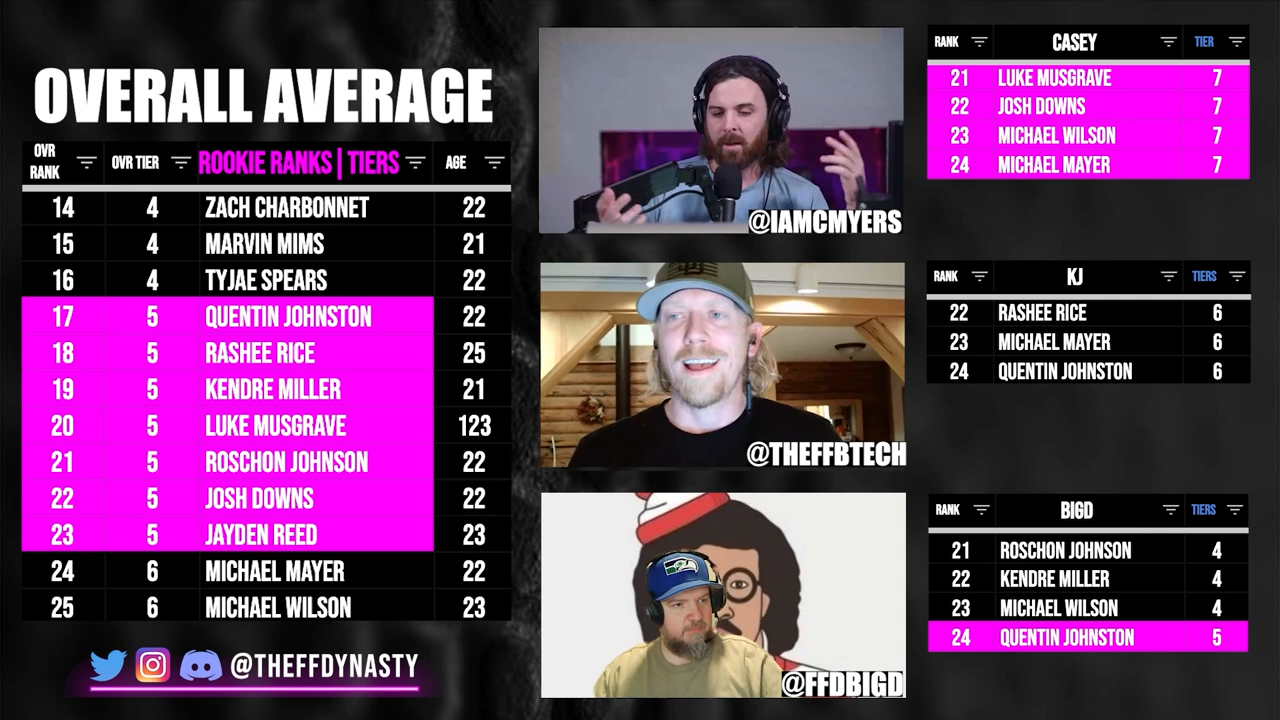 OVERALL AVERAGE
OVR RANK OVR TIER ROOKIE RANKS | TIERS AGE
14 4 ZACH CHARBONNET 22
15 4 MARVIN MIMS 21
16 4 TYJAE SPEARS 22
17 5 QUENTIN JOHNSTON 22
18 5 RASHEE RICE 25
19 5 KENDRE MILLER 21
20 5 LUKE MUSGRAVE 123
21 5 ROSCHON JOHNSON 22
22 5 JOSH DOWNS 22
23 5 JAYDEN REED 23
24 6 MICHAEL MAYER 22
25 6 MICHAEL WILSON 23
@THEFFDYNASTY
@IAMCMYERS
@THEFFBTECH
@FFDBIGD
RANK CASEY TIER
21 LUKE MUSGRAVE 7
22 JOSH DOWNS 7
23 MICHAEL WILSON 7
24 MICHAEL MAYER 7
RANK KJ TIERS
22 RASHEE RICE 6
23 MICHAEL MAYER 6
24 QUENTIN JOHNSTON 6
RANK BIGD TIERS
21 ROSCHON JOHNSON 4
22 KENDRE MILLER 4
23 MICHAEL WILSON 4
24 QUENTIN JOHNSTON 5